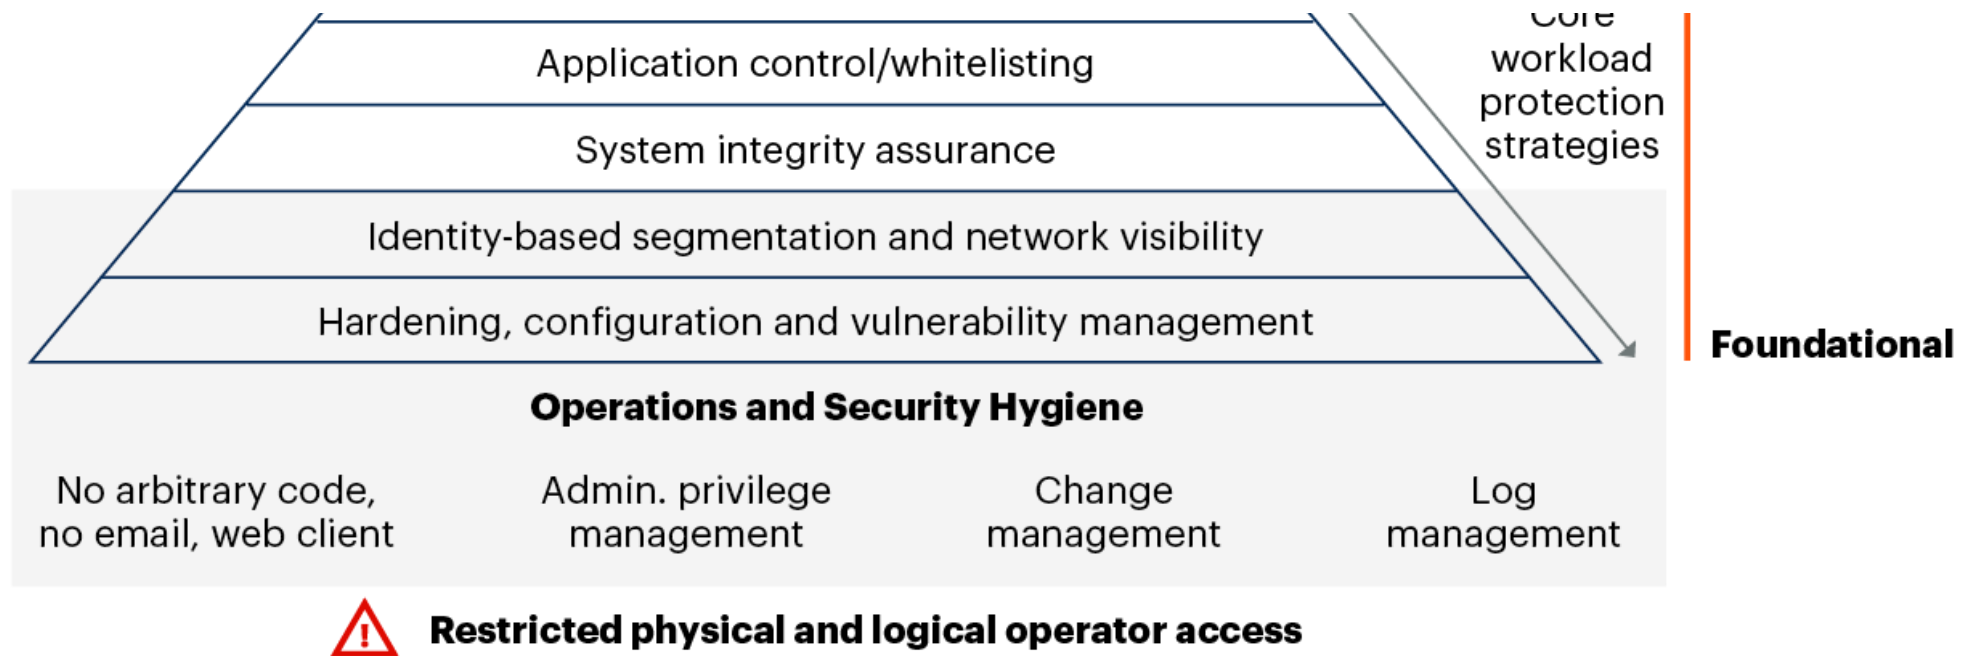 Core
workload
protection
strategies
Application control/whitelisting
System integrity assurance
Identity-based segmentation and network visibility
Hardening, configuration and vulnerability management
Foundational
Operations and Security Hygiene
No arbitrary code,
no email, web client
Admin. privilege
management
Change
management
Log
management
Restricted physical and logical operator access